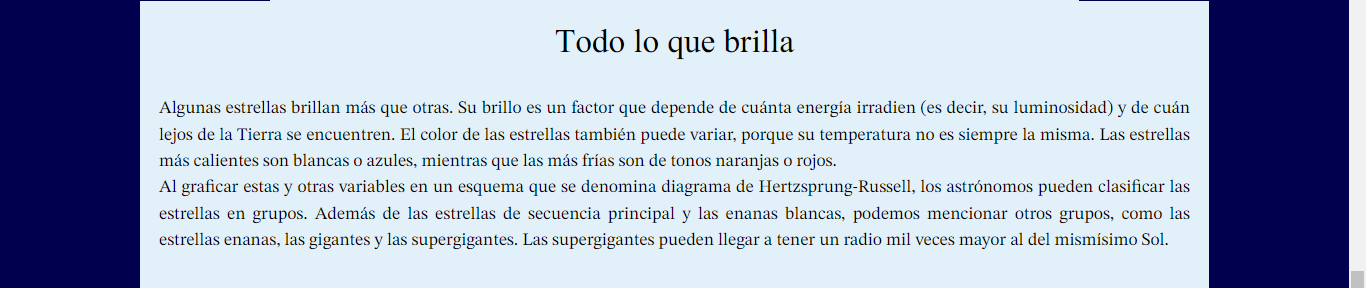 Todo lo que brilla
Algunas estrellas brillan más que otras. Su brillo es un factor que depende de cuánta energía irradien (es decir, su luminosidad) y de cuán
lejos de la Tierra se encuentren. El color de las estrellas también puede variar, porque su temperatura no es siempre la misma. Las estrellas
más calientes son blancas o azules, mientras que las más frías son de tonos naranjas o rojos.
Al graficar estas y otras variables en un esquema que se denomina diagrama de Hertzsprung-Russell, los astrónomos pueden clasificar las
estrellas en grupos. Además de las estrellas de secuencia principal y las enanas blancas, podemos mencionar otros grupos, como las
estrellas enanas, las gigantes y las supergigantes. Las supergigantes pueden llegar a tener un radio mil veces mayor al del mismísimo Sol.